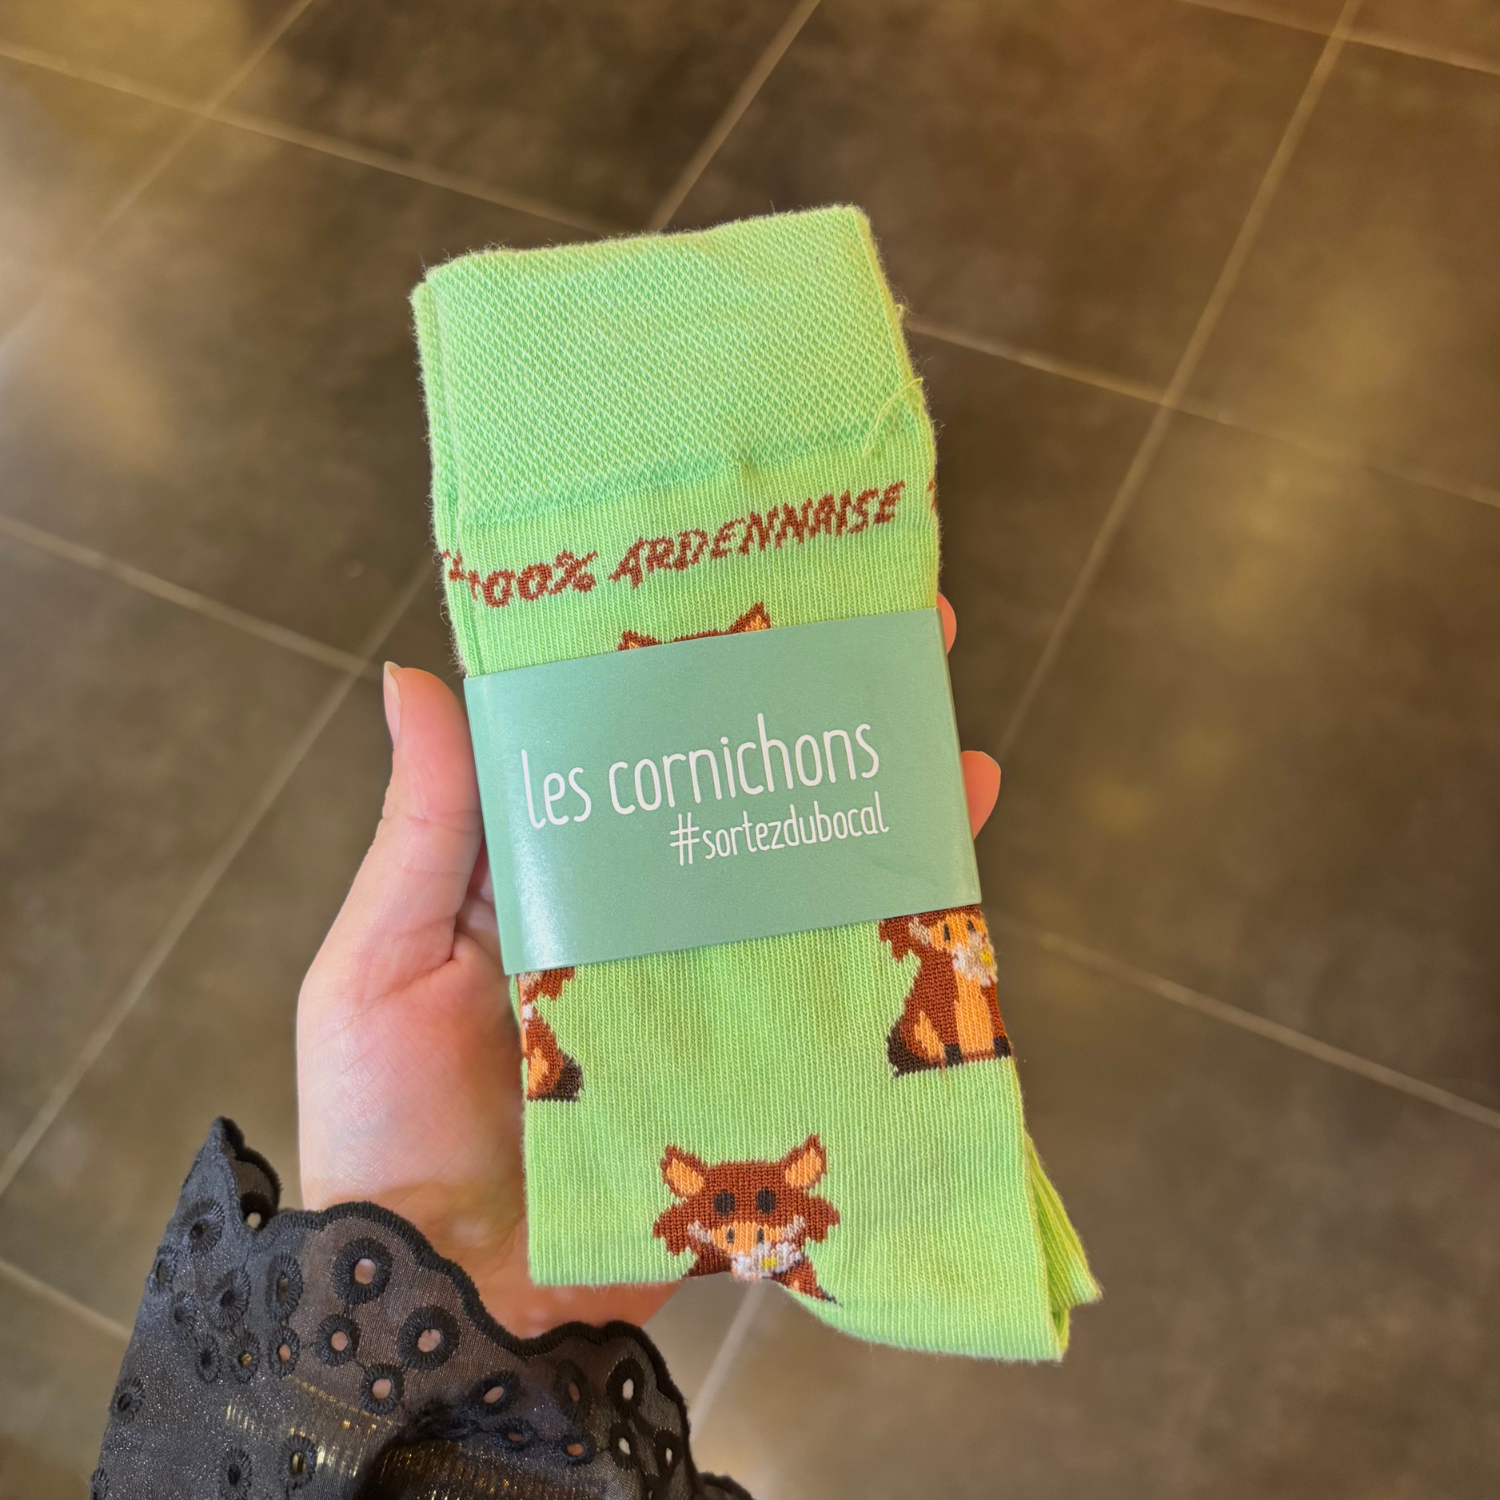 100% ARDENNAISE
les cornichons
#sortezdubocal